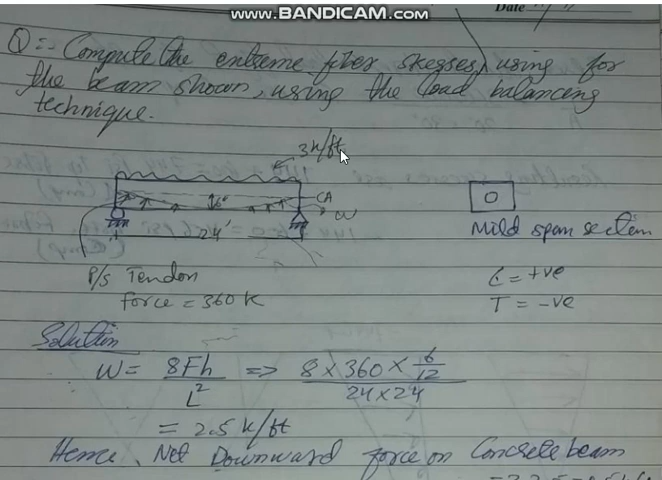 WWW.BANDICAM.COM
Date
Q:- Compute the extreme fiber stresses, using for
the beam shown, using the load balancing
technique.
3k/ft
6"
CA
W
24'
Mild span section
P/S Tendon
force = 360 K
C = +ve
T = -ve
Solution
W = 8Fh / L² => 8 × 360 × 6/12 / 24 × 24
= 2.5 k/ft
Hence, Net Downward force on Concrete beam